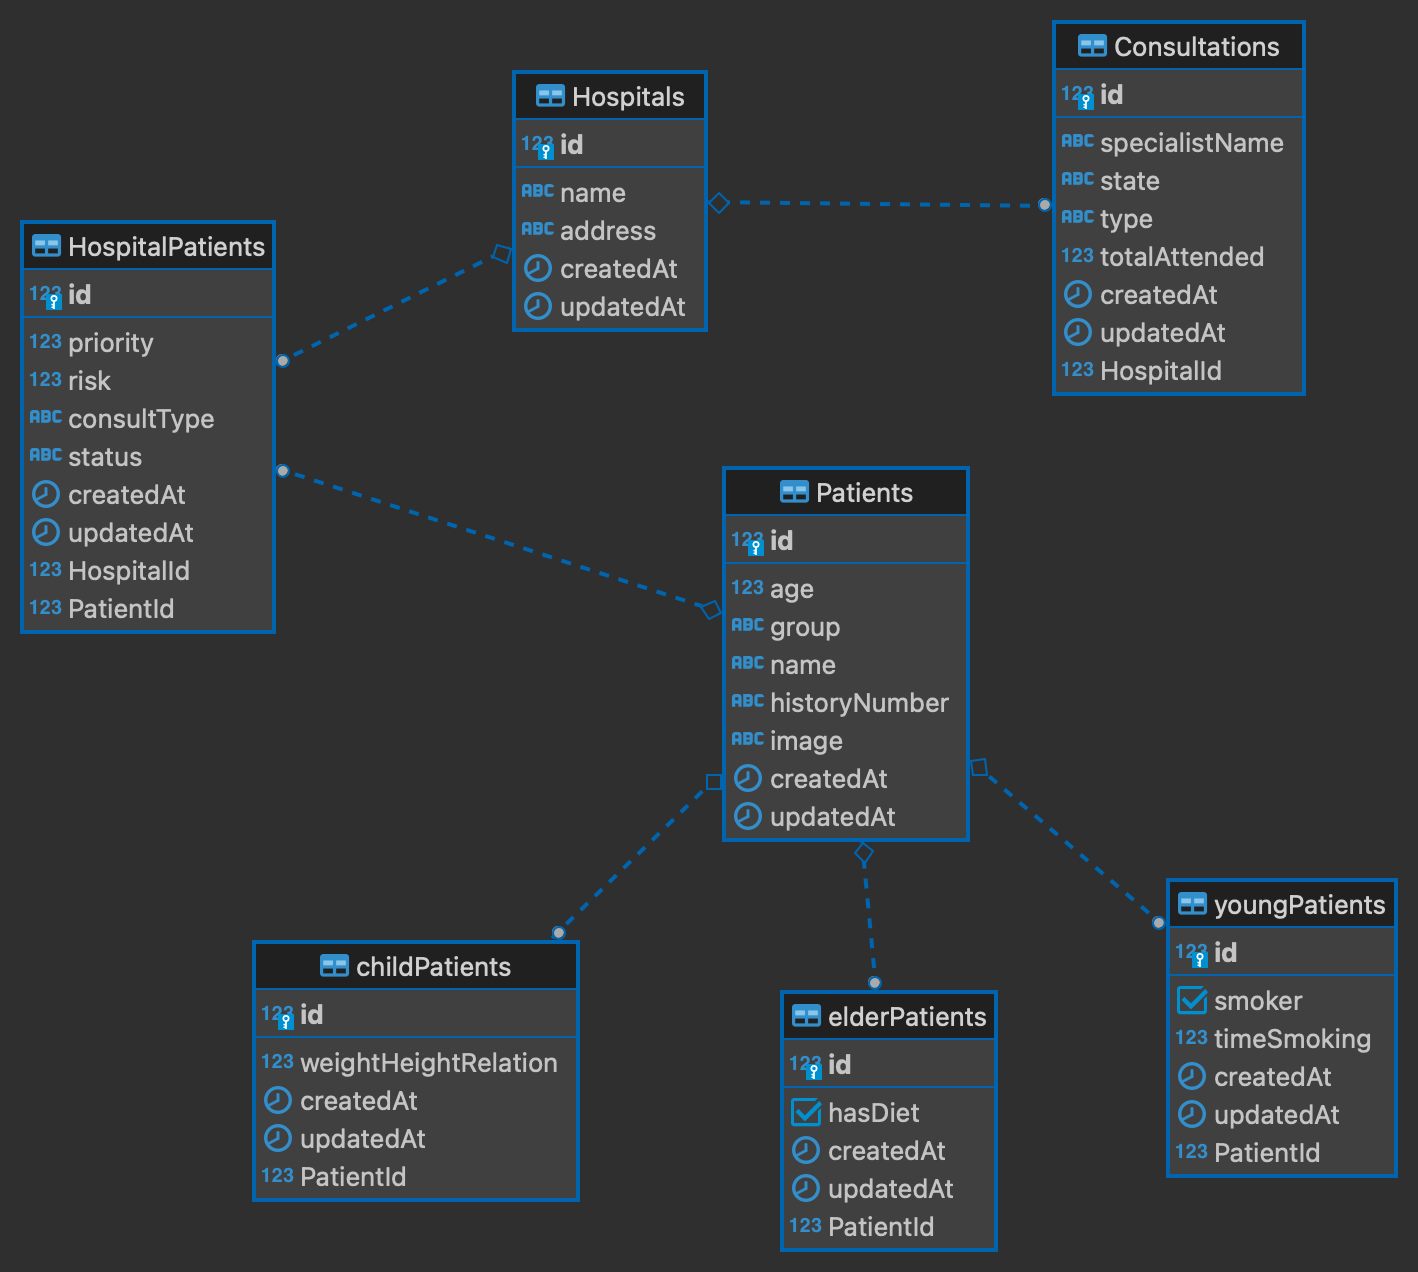 Consultations
123 id
ABC specialistName
ABC state
ABC type
123 totalAttended
createdAt
updatedAt
123 HospitalId
Hospitals
123 id
ABC name
ABC address
createdAt
updatedAt
HospitalPatients
123 id
123 priority
123 risk
ABC consultType
ABC status
createdAt
updatedAt
123 HospitalId
123 PatientId
Patients
123 id
123 age
ABC group
ABC name
ABC historyNumber
ABC image
createdAt
updatedAt
youngPatients
123 id
smoker
123 timeSmoking
createdAt
updatedAt
123 PatientId
childPatients
123 id
123 weightHeightRelation
createdAt
updatedAt
123 PatientId
elderPatients
123 id
hasDiet
createdAt
updatedAt
123 PatientId